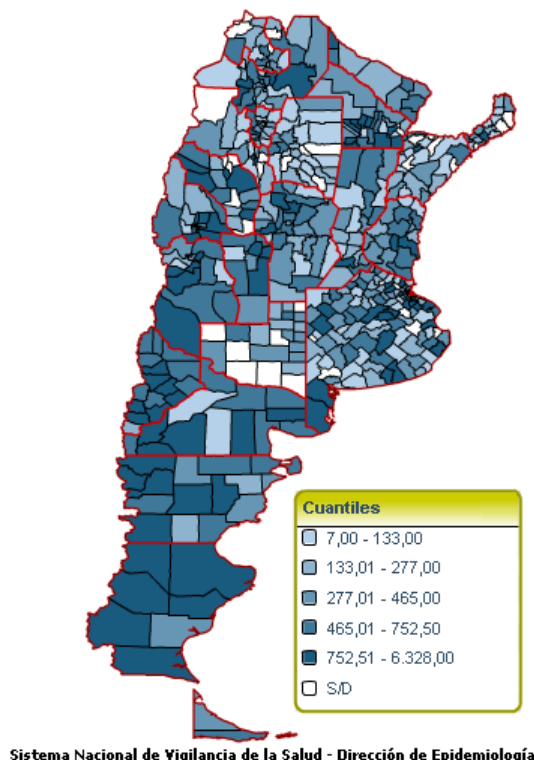 Cuantiles
7,00 - 133,00
133,01 - 277,00
277,01 - 465,00
465,01 - 752,50
752,51 - 6.328,00
S/D
Sistema Nacional de Vigilancia de la Salud - Dirección de Epidemiología